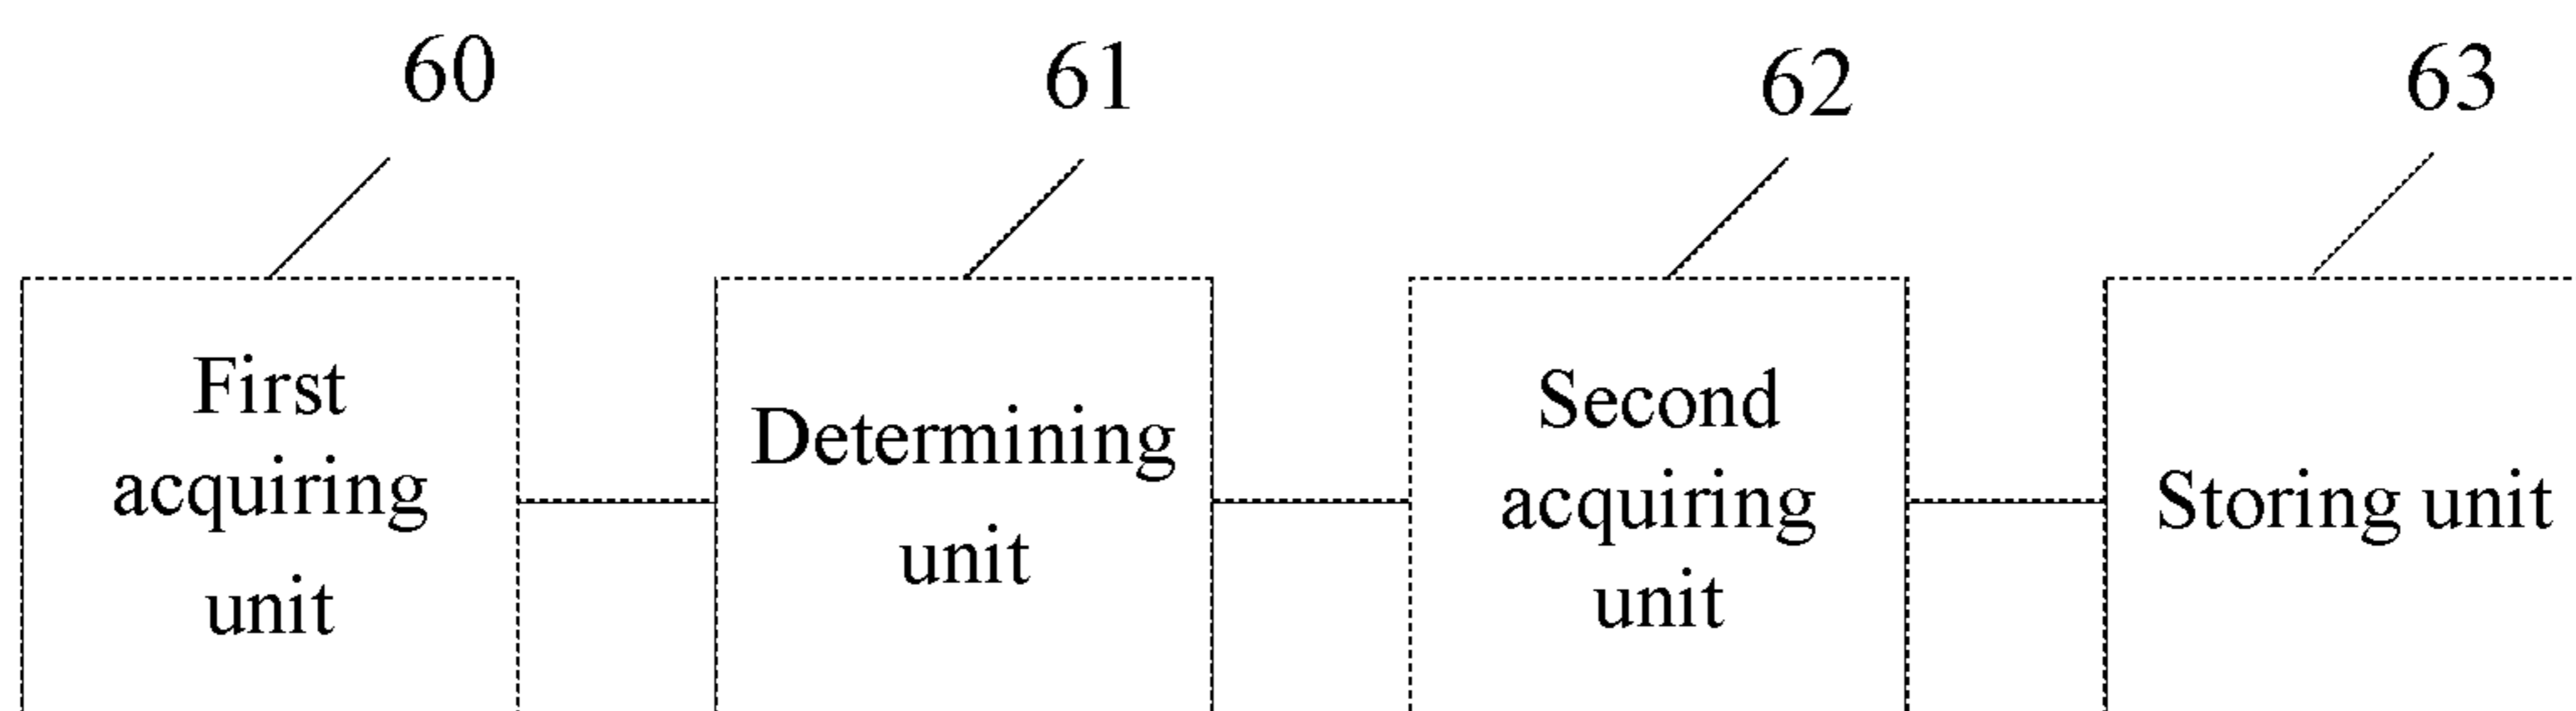 60
61
62
63
First
acquiring
unit
Determining
unit
Second
acquiring
unit
Storing unit